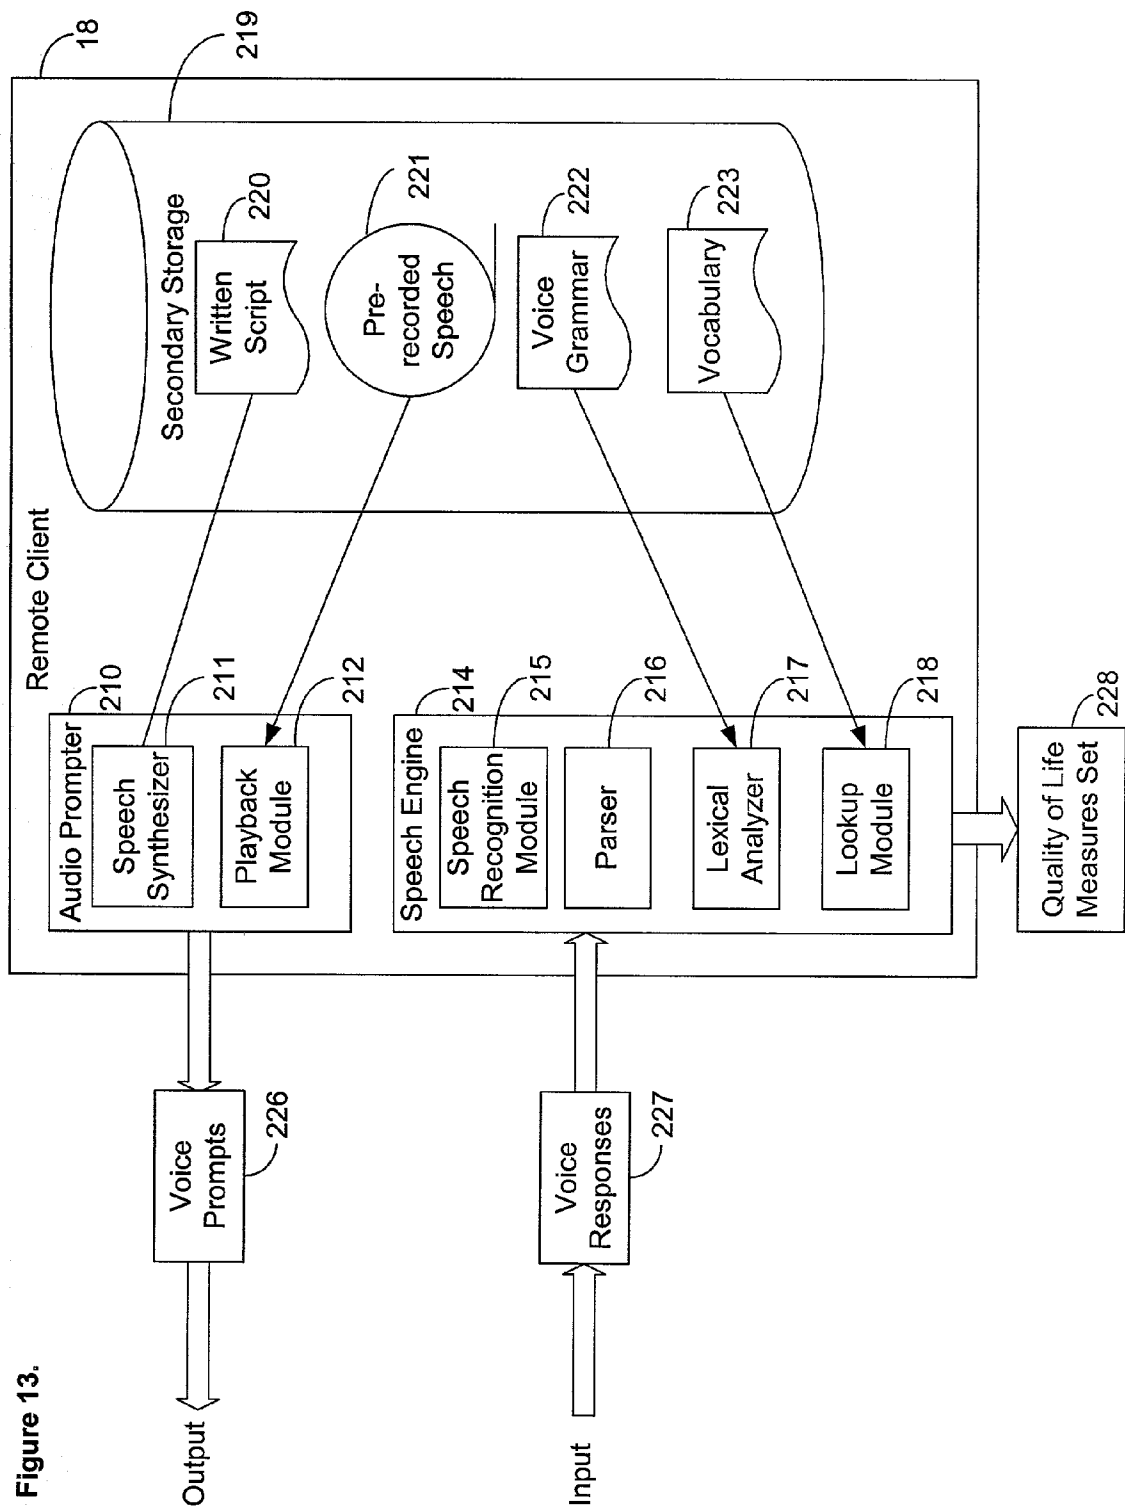 Figure 13.
Remote Client
18
Audio Prompter
210
Speech
Synthesizer
211
Playback
Module
212
Secondary Storage
219
Written
Script
220
Pre-
recorded
Speech
221
Voice
Grammar
222
Vocabulary
223
Speech Engine
214
Speech
Recognition
Module
215
Parser
216
Lexical
Analyzer
217
Lookup
Module
218
Output
Voice
Prompts
226
Input
Voice
Responses
227
Quality of Life
Measures Set
228